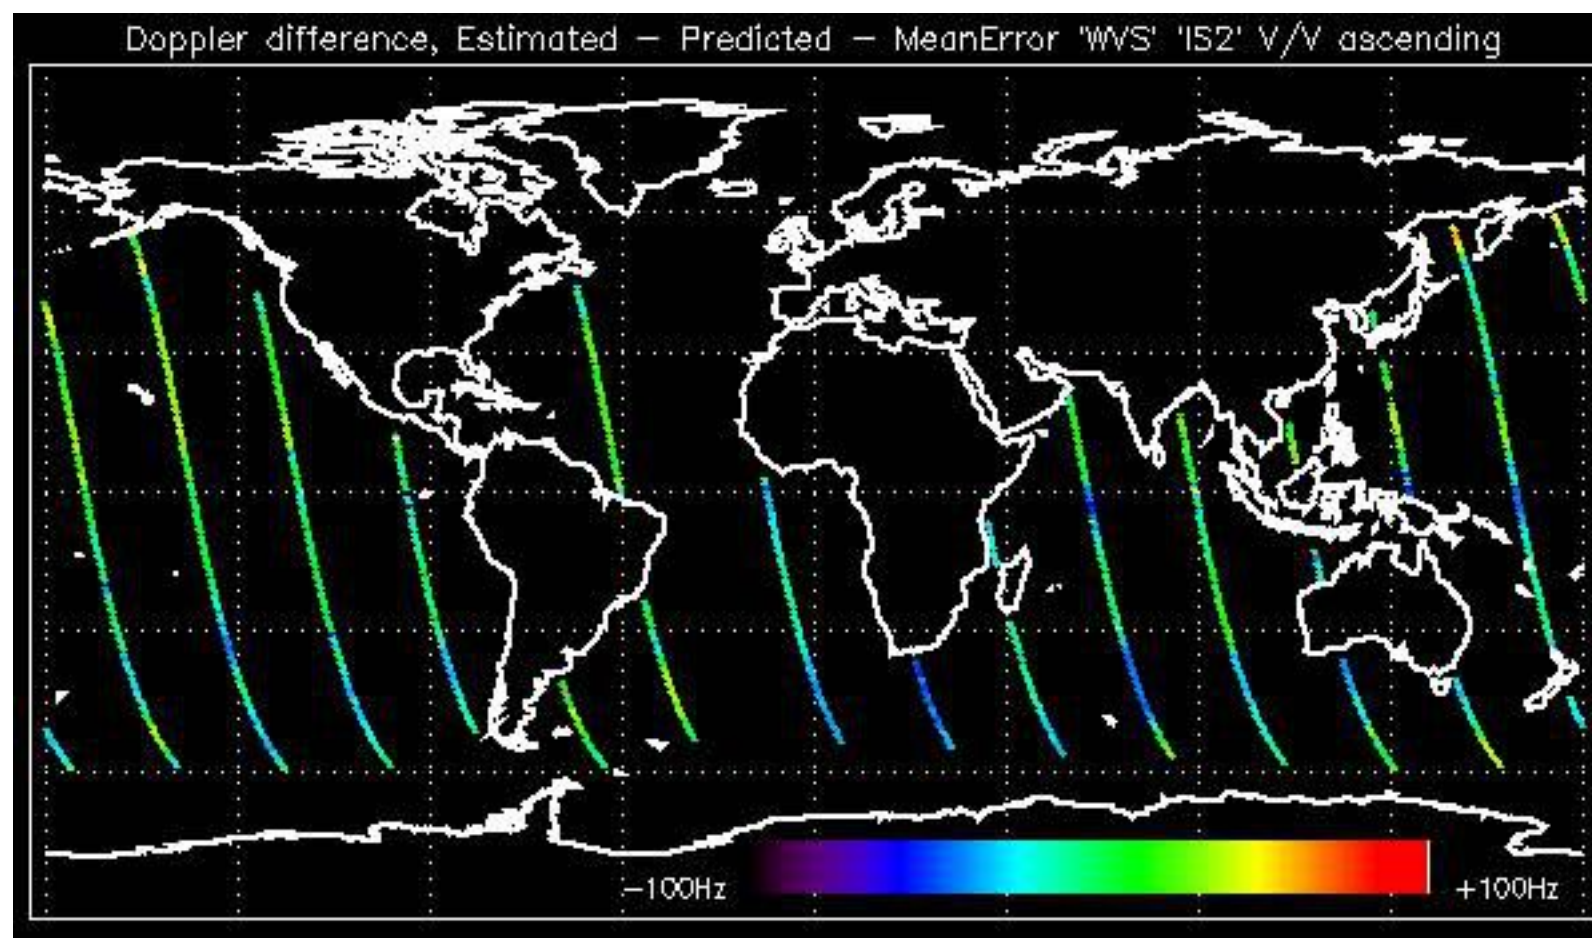 Doppler difference, Estimated – Predicted – MeanError 'WVS' 'IS2' V/V ascending
–100Hz +100Hz